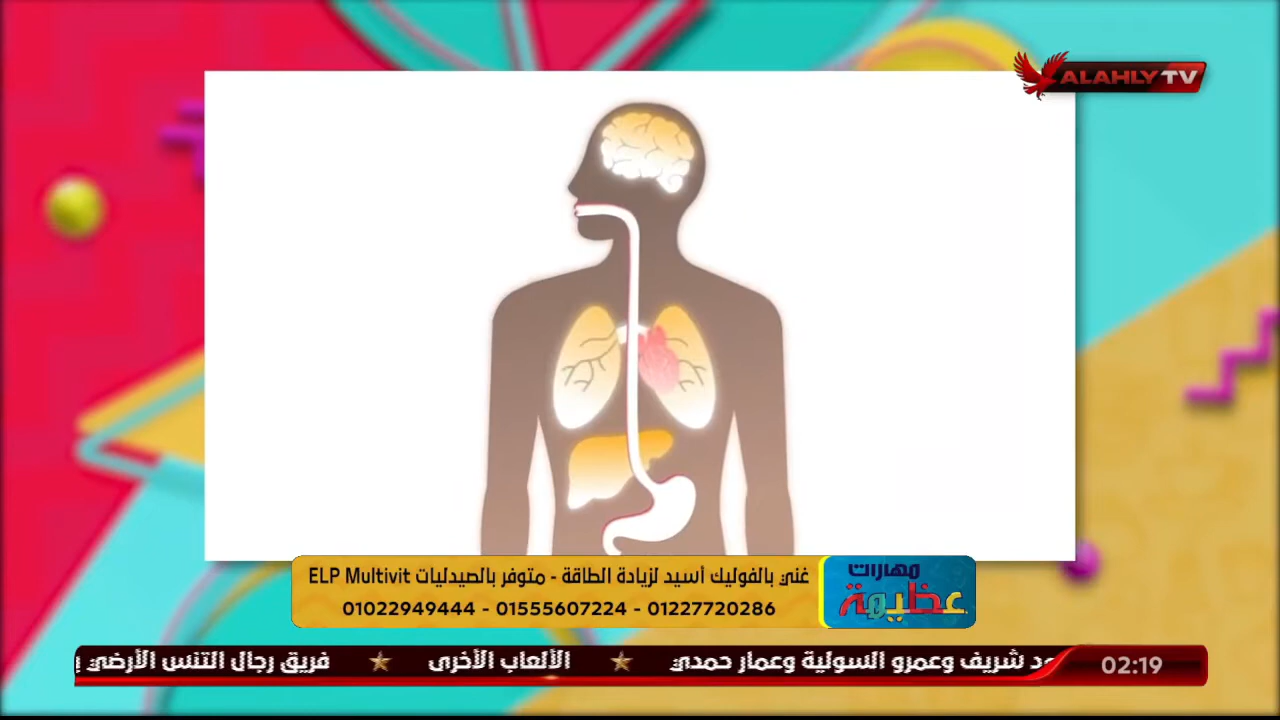 ALAHLY TV
مهارات
عظيمة
غني بالفوليك أسيد لزيادة الطاقة - متوفر بالصيدليات ELP Multivit
01022949444 - 01555607224 - 01227720286
شريف وعمرو السولية وعمار حمدي ★ الألعاب الأخرى ★ فريق رجال التنس الأرضي
02:19